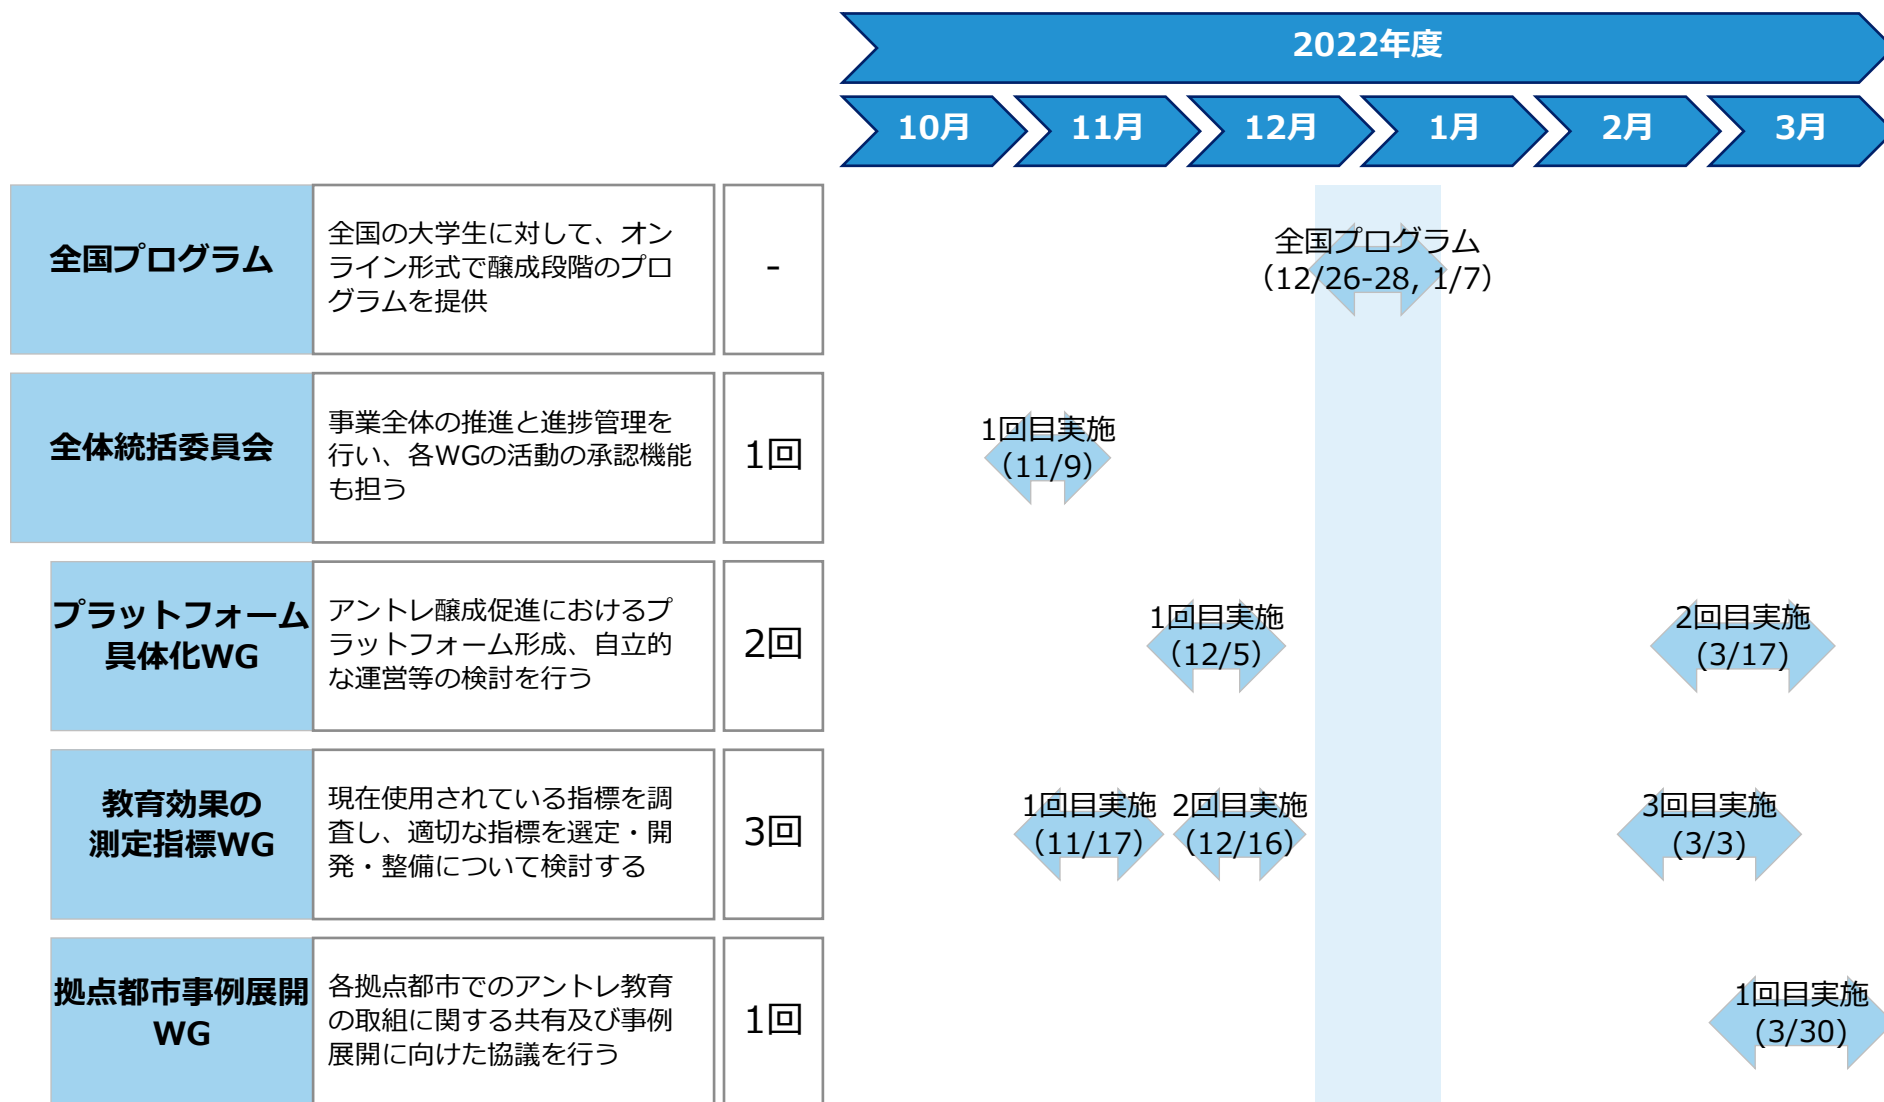 2022年度
10月
11月
12月
1月
2月
3月
全国プログラム
全国の大学生に対して、オン
ライン形式で醸成段階のプロ
グラムを提供
-
全国プログラム
（12/26-28, 1/7）
全体統括委員会
事業全体の推進と進捗管理を
行い、各WGの活動の承認機能
も担う
1回
1回目実施
（11/9）
プラットフォーム
具体化WG
アントレ醸成促進におけるプ
ラットフォーム形成、自立的
な運営等の検討を行う
2回
1回目実施
（12/5）
2回目実施
(3/17)
教育効果の
測定指標WG
現在使用されている指標を調
査し、適切な指標を選定・開
発・整備について検討する
3回
1回目実施
（11/17）
2回目実施
（12/16）
3回目実施
(3/3)
拠点都市事例展開
WG
各拠点都市でのアントレ教育
の取組に関する共有及び事例
展開に向けた協議を行う
1回
1回目実施
(3/30)